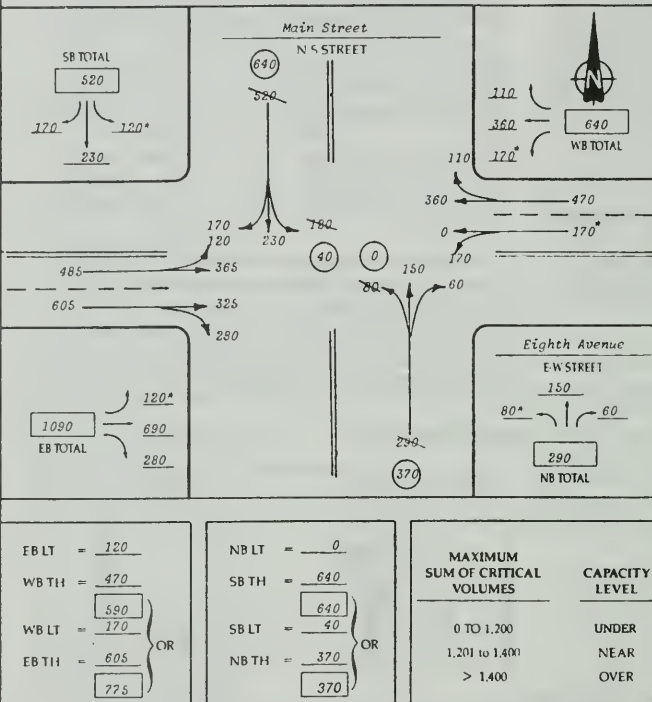 Main Street
N-S STREET
SB TOTAL
520
170 120*
230
640
520
N
110
360
170*
640
WB TOTAL
110
360 470
0 170*
170
170 230 180
120
485 365
605 325
280
40 0
80 150 60
290
370
1090
EB TOTAL
120*
690
280
Eighth Avenue
E-W STREET
150
80* 60
290
NB TOTAL
EB LT = 120
WB TH = 470
590
WB LT = 170
OR
EB TH = 605
775
NB LT = 0
SB TH = 640
640
SB LT = 40
OR
NB TH = 370
370
MAXIMUM
SUM OF CRITICAL CAPACITY
VOLUMES LEVEL
0 TO 1,200 UNDER
1,201 to 1,400 NEAR
> 1,400 OVER